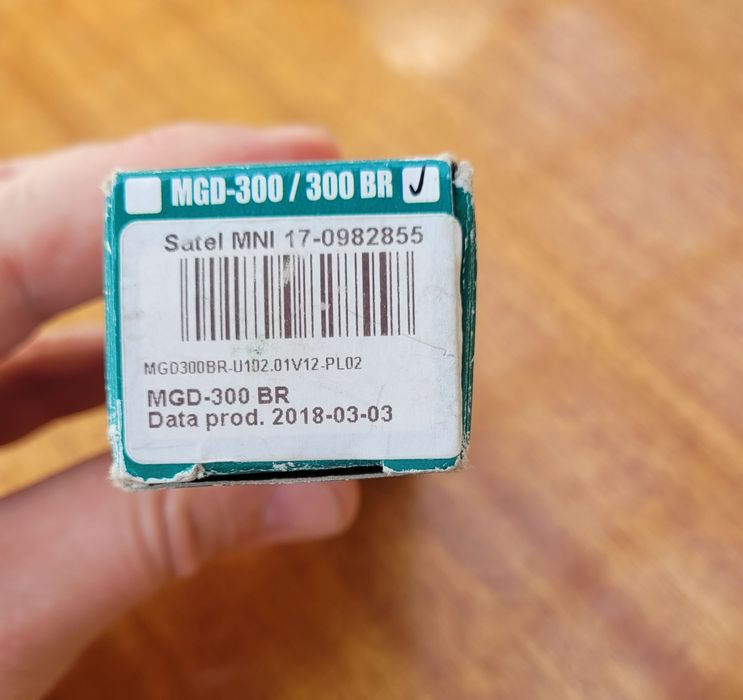 MGD-300 / 300 BR
Satel MNI 17-0982855
MGD300BR-U102.01V12-PL02
MGD-300 BR
Data prod. 2018-03-03